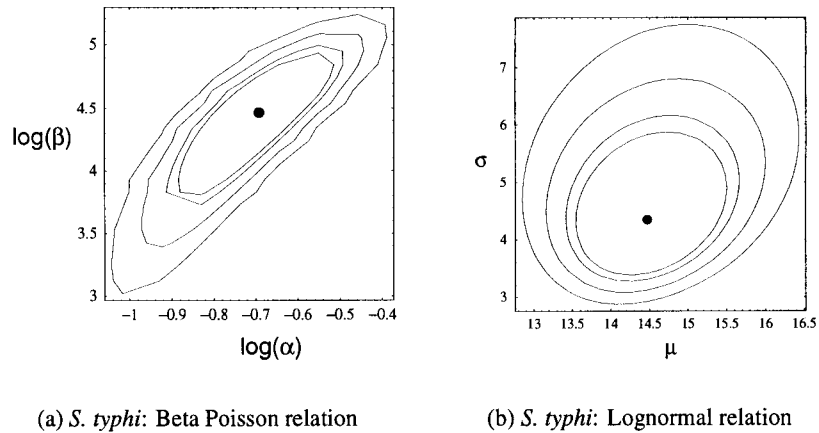 5
4.5
log(β)
4
3.5
3
−1 −0.9 −0.8 −0.7 −0.6 −0.5 −0.4
log(α)
7
6
σ
5
4
3
13 13.5 14 14.5 15 15.5 16 16.5
μ
(a) S. typhi: Beta Poisson relation
(b) S. typhi: Lognormal relation